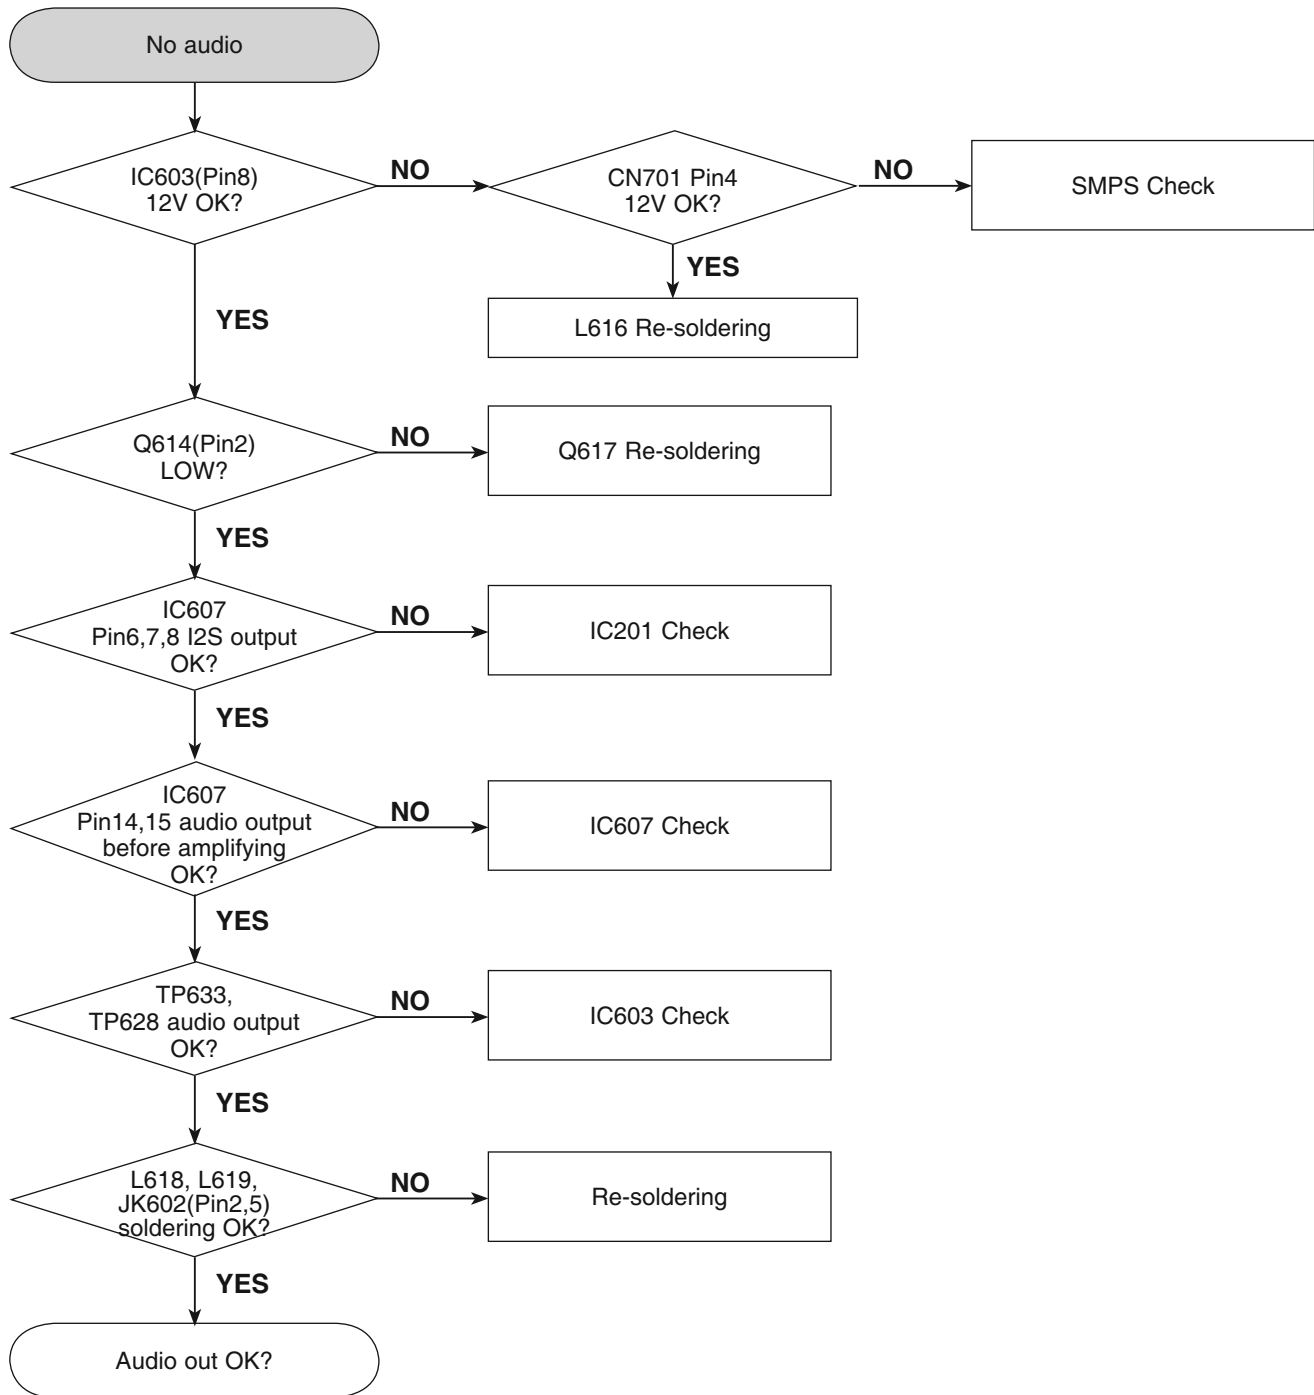 No audio
IC603(Pin8)
12V OK?
NO
CN701 Pin4
12V OK?
NO
SMPS Check
YES
L616 Re-soldering
YES
Q614(Pin2)
LOW?
NO
Q617 Re-soldering
YES
IC607
Pin6,7,8 I2S output
OK?
NO
IC201 Check
YES
IC607
Pin14,15 audio output
before amplifying
OK?
NO
IC607 Check
YES
TP633,
TP628 audio output
OK?
NO
IC603 Check
YES
L618, L619,
JK602(Pin2,5)
soldering OK?
NO
Re-soldering
YES
Audio out OK?